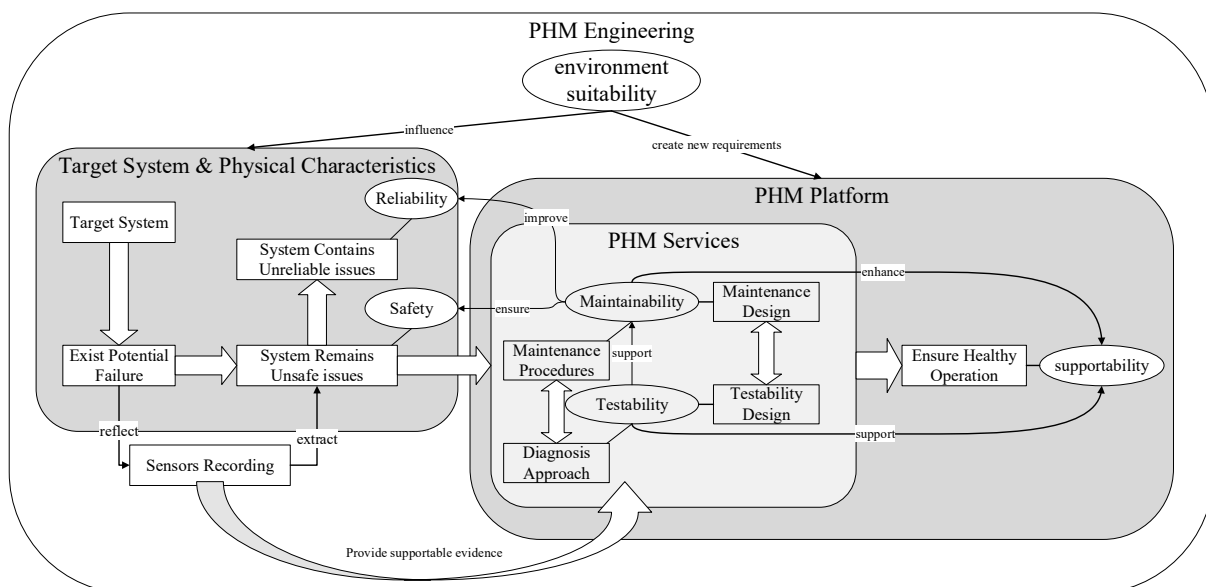 PHM Engineering
environment
suitability
influence
create new requirements
Target System & Physical Characteristics
PHM Platform
Reliability
Target System
improve
PHM Services
System Contains
Unreliable issues
enhance
Safety
ensure
Maintainability
Maintenance
Design
Exist Potential
Failure
System Remains
Unsafe issues
Maintenance
Procedures
support
Ensure Healthy
Operation
supportability
Testability
Testability
Design
reflect
extract
support
Sensors Recording
Diagnosis
Approach
Provide supportable evidence